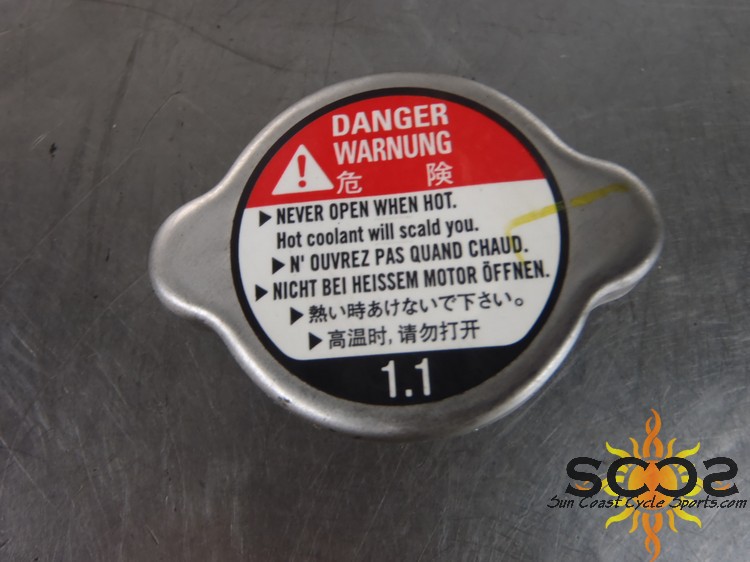 DANGER
WARNUNG
危 険
▶ NEVER OPEN WHEN HOT.
Hot coolant will scald you.
▶ N' OUVREZ PAS QUAND CHAUD.
▶ NICHT BEI HEISSEM MOTOR ÖFFNEN.
▶ 熱い時あけないで下さい。
▶ 高温时,请勿打开
1.1
SCCS
Sun Coast Cycle Sports.com